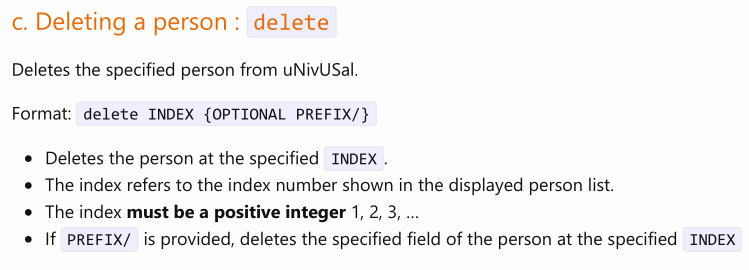 c. Deleting a person : delete
Deletes the specified person from uNivUSal.
Format: delete INDEX {OPTIONAL PREFIX/}
• Deletes the person at the specified INDEX.
• The index refers to the index number shown in the displayed person list.
• The index must be a positive integer 1, 2, 3, …
• If PREFIX/ is provided, deletes the specified field of the person at the specified INDEX